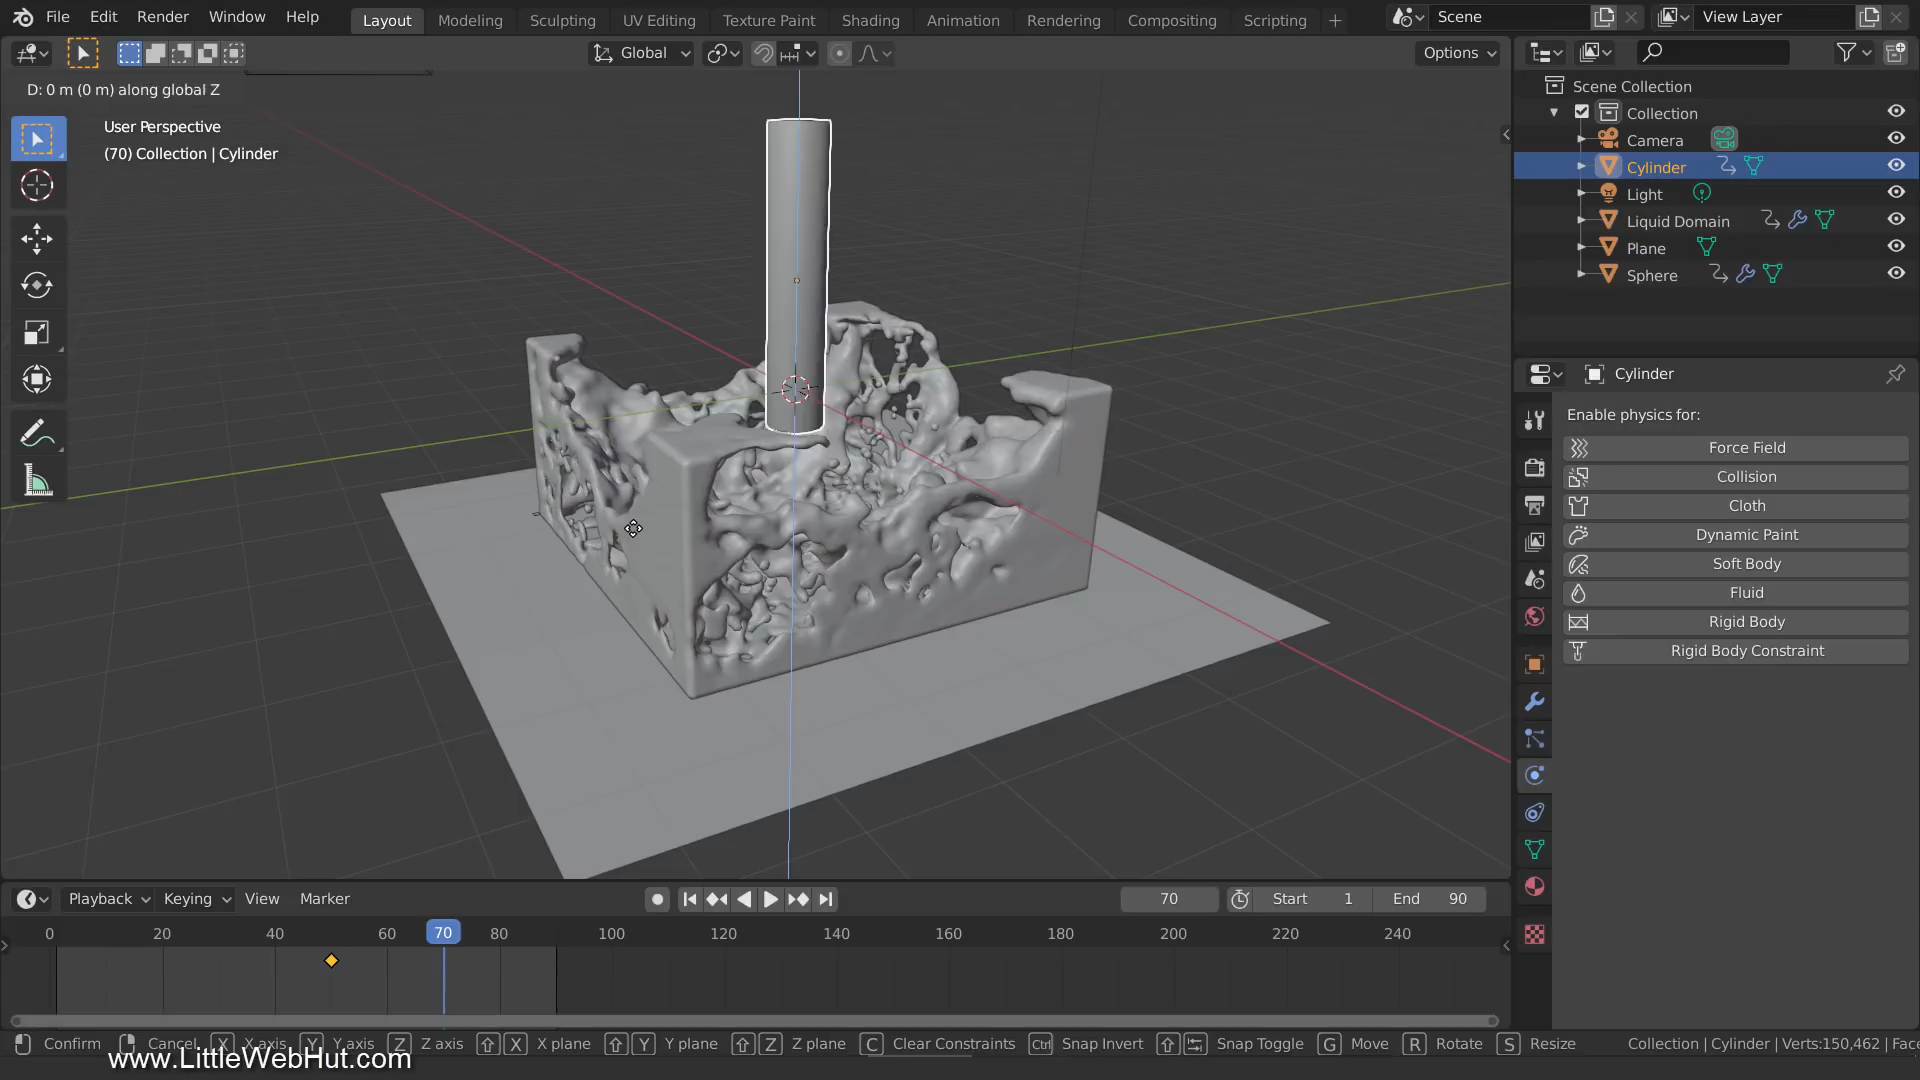 File Edit Render Window Help Layout Modeling Sculpting UV Editing Texture Paint Shading Animation Rendering Compositing Scripting + Scene View Layer
Global Options
D: 0 m (0 m) along global Z
User Perspective
(70) Collection | Cylinder
Scene Collection
Collection
Camera
Cylinder
Light
Liquid Domain
Plane
Sphere
Cylinder
Enable physics for:
Force Field
Collision
Cloth
Dynamic Paint
Soft Body
Fluid
Rigid Body
Rigid Body Constraint
Playback Keying View Marker 70 Start 1 End 90
0 20 40 60 70 80 100 120 140 160 180 200 220 240
Confirm Cancel X X axis Y Y axis Z Z axis X X plane Y Y plane Z Z plane C Clear Constraints Ctrl Snap Invert Snap Toggle G Move R Rotate S Resize Collection | Cylinder | Verts:150,462 | Face
www.LittleWebHut.com